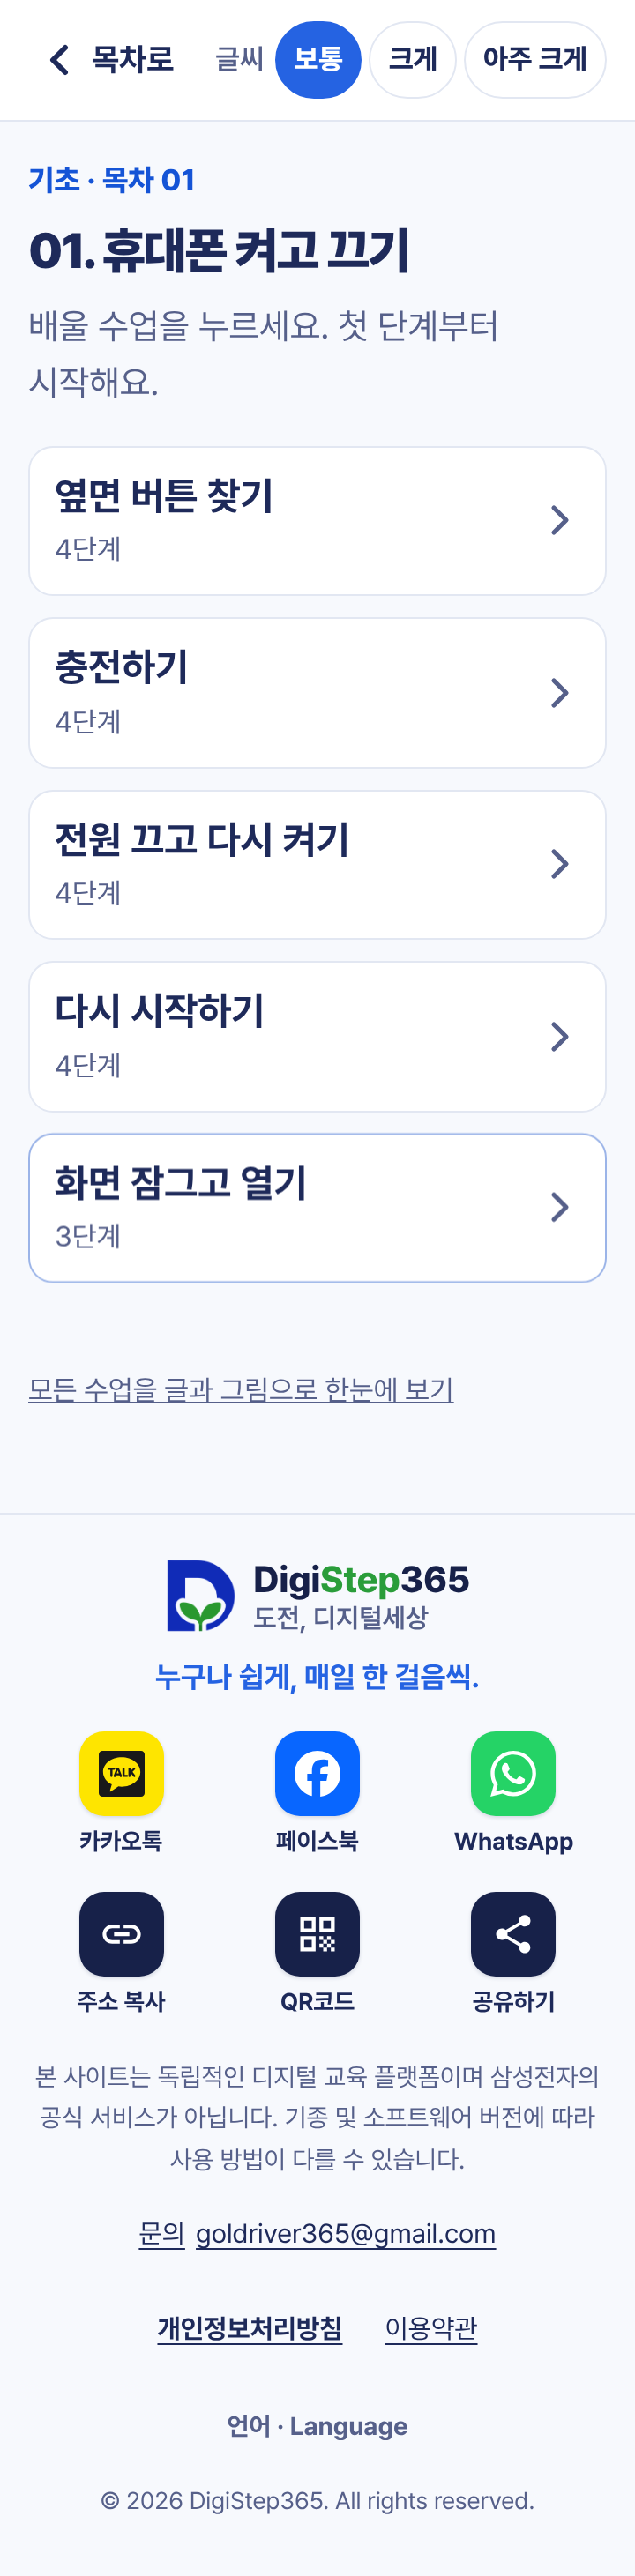 목차로 글씨 보통 크게 아주 크게
기초 · 목차 01
01. 휴대폰 켜고 끄기
배울 수업을 누르세요. 첫 단계부터
시작해요.
옆면 버튼 찾기
4단계
충전하기
4단계
전원 끄고 다시 켜기
4단계
다시 시작하기
4단계
화면 잠그고 열기
3단계
모든 수업을 글과 그림으로 한눈에 보기
DigiStep365
도전, 디지털세상
누구나 쉽게, 매일 한 걸음씩.
TALK
카카오톡 페이스북 WhatsApp
주소 복사 QR코드 공유하기
본 사이트는 독립적인 디지털 교육 플랫폼이며 삼성전자의
공식 서비스가 아닙니다. 기종 및 소프트웨어 버전에 따라
사용 방법이 다를 수 있습니다.
문의 goldriver365@gmail.com
개인정보처리방침 이용약관
언어 · Language
© 2026 DigiStep365. All rights reserved.